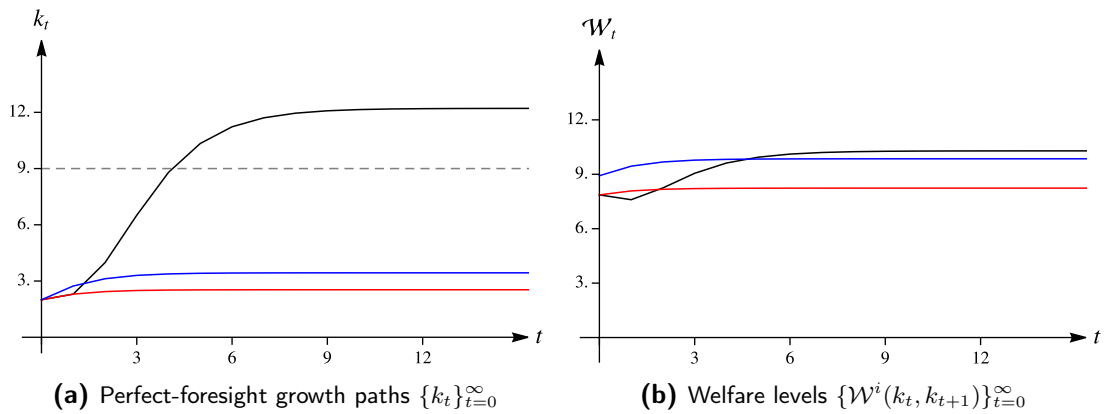 k_t
12.
9.
6.
3.
3
6
9
12
t
(a) Perfect-foresight growth paths {k_t}_{t=0}^∞
𝒲_t
12.
9.
6.
3.
3
6
9
12
t
(b) Welfare levels {𝒲^i(k_t, k_{t+1})}_{t=0}^∞